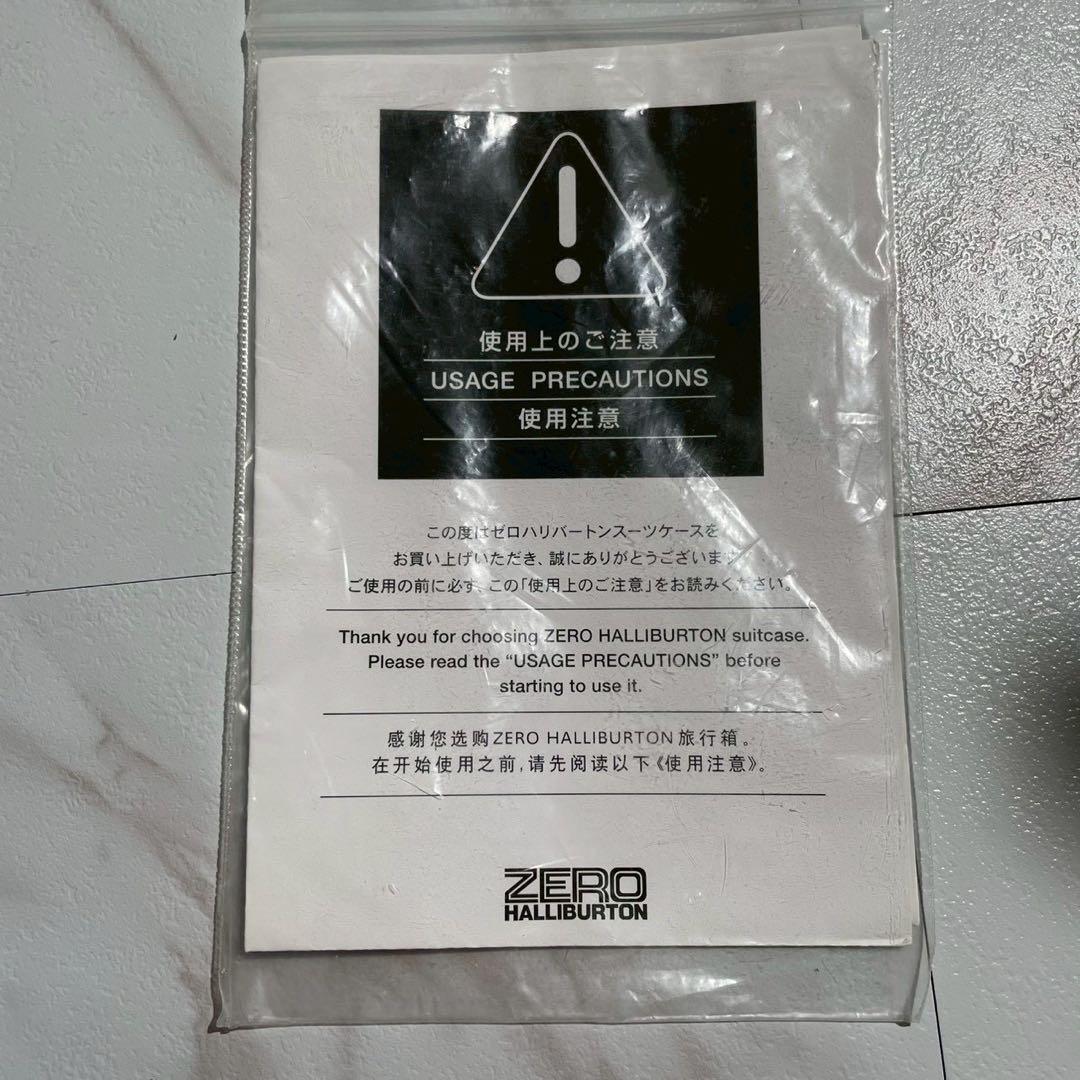 使用上のご注意
USAGE PRECAUTIONS
使用注意
この度はゼロハリバートンスーツケースを
お買い上げいただき、誠にありがとうございます
ご使用の前に必ず、この「使用上のご注意」をお読みください。
Thank you for choosing ZERO HALLIBURTON suitcase.
Please read the “USAGE PRECAUTIONS” before
starting to use it.
感谢您选购ZERO HALLIBURTON旅行箱。
在开始使用之前,请先阅读以下《使用注意》。
ZERO
HALLIBURTON